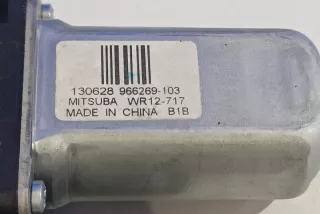 130628 966269-103
MITSUBA WR12-717
MADE IN CHINA B1B